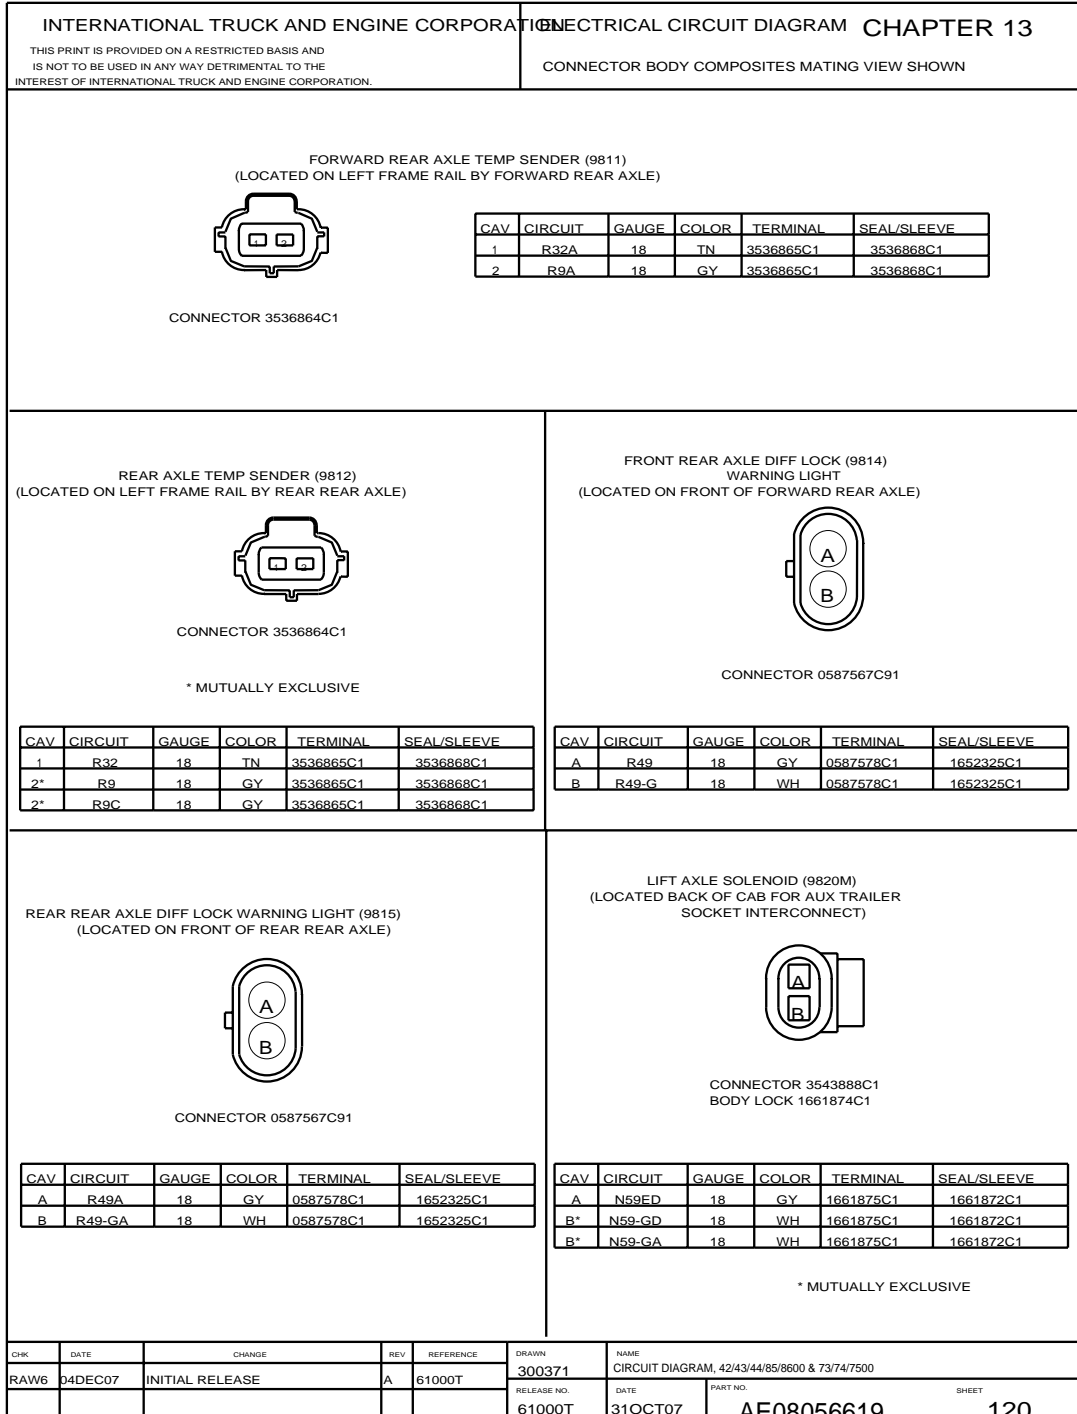 INTERNATIONAL TRUCK AND ENGINE CORPORATION
ELECTRICAL CIRCUIT DIAGRAM CHAPTER 13
THIS PRINT IS PROVIDED ON A RESTRICTED BASIS AND
IS NOT TO BE USED IN ANY WAY DETRIMENTAL TO THE
INTEREST OF INTERNATIONAL TRUCK AND ENGINE CORPORATION.
CONNECTOR BODY COMPOSITES MATING VIEW SHOWN
FORWARD REAR AXLE TEMP SENDER (9811)
(LOCATED ON LEFT FRAME RAIL BY FORWARD REAR AXLE)
1 2
CONNECTOR 3536864C1
CAV CIRCUIT GAUGE COLOR TERMINAL SEAL/SLEEVE
1 R32A 18 TN 3536865C1 3536868C1
2 R9A 18 GY 3536865C1 3536868C1
REAR AXLE TEMP SENDER (9812)
(LOCATED ON LEFT FRAME RAIL BY REAR REAR AXLE)
1 2
CONNECTOR 3536864C1
* MUTUALLY EXCLUSIVE
CAV CIRCUIT GAUGE COLOR TERMINAL SEAL/SLEEVE
1 R32 18 TN 3536865C1 3536868C1
2* R9 18 GY 3536865C1 3536868C1
2* R9C 18 GY 3536865C1 3536868C1
FRONT REAR AXLE DIFF LOCK (9814)
WARNING LIGHT
(LOCATED ON FRONT OF FORWARD REAR AXLE)
A
B
CONNECTOR 0587567C91
CAV CIRCUIT GAUGE COLOR TERMINAL SEAL/SLEEVE
A R49 18 GY 0587578C1 1652325C1
B R49-G 18 WH 0587578C1 1652325C1
REAR REAR AXLE DIFF LOCK WARNING LIGHT (9815)
(LOCATED ON FRONT OF REAR REAR AXLE)
A
B
CONNECTOR 0587567C91
CAV CIRCUIT GAUGE COLOR TERMINAL SEAL/SLEEVE
A R49A 18 GY 0587578C1 1652325C1
B R49-GA 18 WH 0587578C1 1652325C1
LIFT AXLE SOLENOID (9820M)
(LOCATED BACK OF CAB FOR AUX TRAILER
SOCKET INTERCONNECT)
A
B
CONNECTOR 3543888C1
BODY LOCK 1661874C1
CAV CIRCUIT GAUGE COLOR TERMINAL SEAL/SLEEVE
A N59ED 18 GY 1661875C1 1661872C1
B* N59-GD 18 WH 1661875C1 1661872C1
B* N59-GA 18 WH 1661875C1 1661872C1
* MUTUALLY EXCLUSIVE
CHK DATE CHANGE REV REFERENCE
RAW6 04DEC07 INITIAL RELEASE A 61000T
DRAWN
300371
NAME
CIRCUIT DIAGRAM, 42/43/44/85/8600 & 73/74/7500
RELEASE NO.
61000T
DATE
31OCT07
PART NO.
AE08056619
SHEET
120